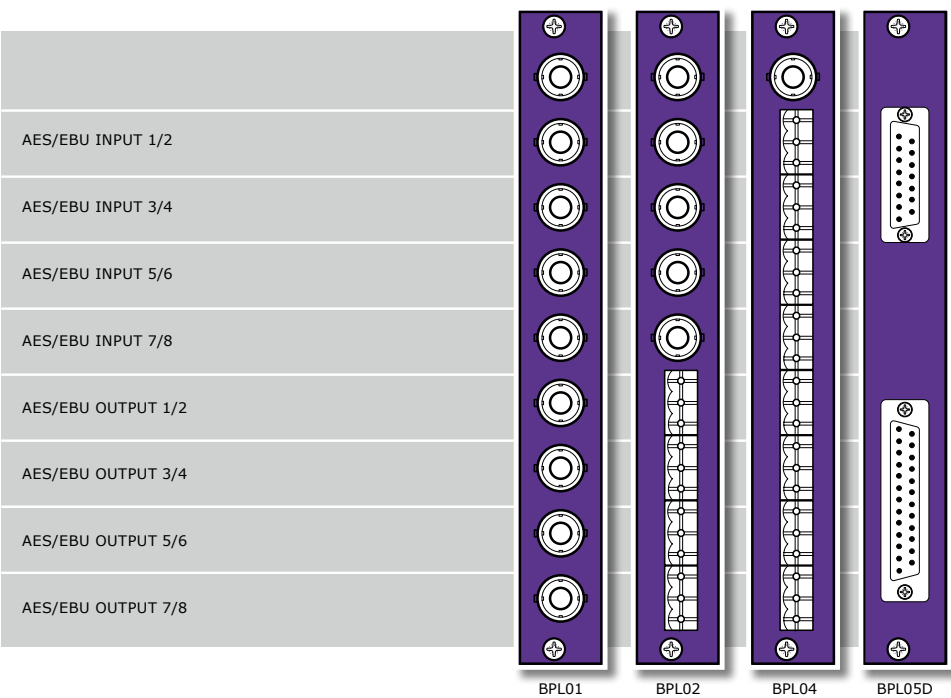 AES/EBU INPUT 1/2
AES/EBU INPUT 3/4
AES/EBU INPUT 5/6
AES/EBU INPUT 7/8
AES/EBU OUTPUT 1/2
AES/EBU OUTPUT 3/4
AES/EBU OUTPUT 5/6
AES/EBU OUTPUT 7/8
BPL01
BPL02
BPL04
BPL05D